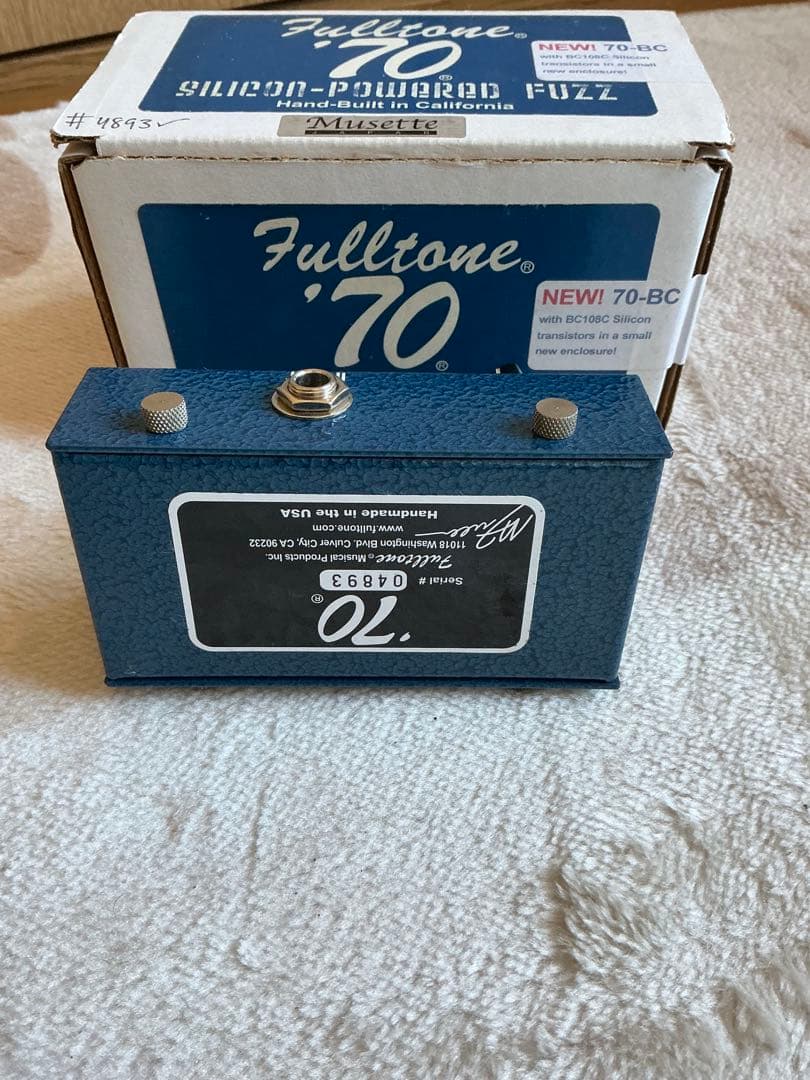 Fulltone®
'70®
SILICON-POWERED FUZZ
Hand-Built in California
NEW! 70-BC
with BC108C Silicon
transistors in a small
new enclosure!
#4893✓
Musette
JAPAN
Fulltone®
'70®
NEW! 70-BC
with BC108C Silicon
transistors in a small
new enclosure!
'70®
Serial # 04893
Fulltone® Musical Products Inc.
11018 Washington Blvd. Culver City, CA 90232
www.fulltone.com
Handmade in the USA